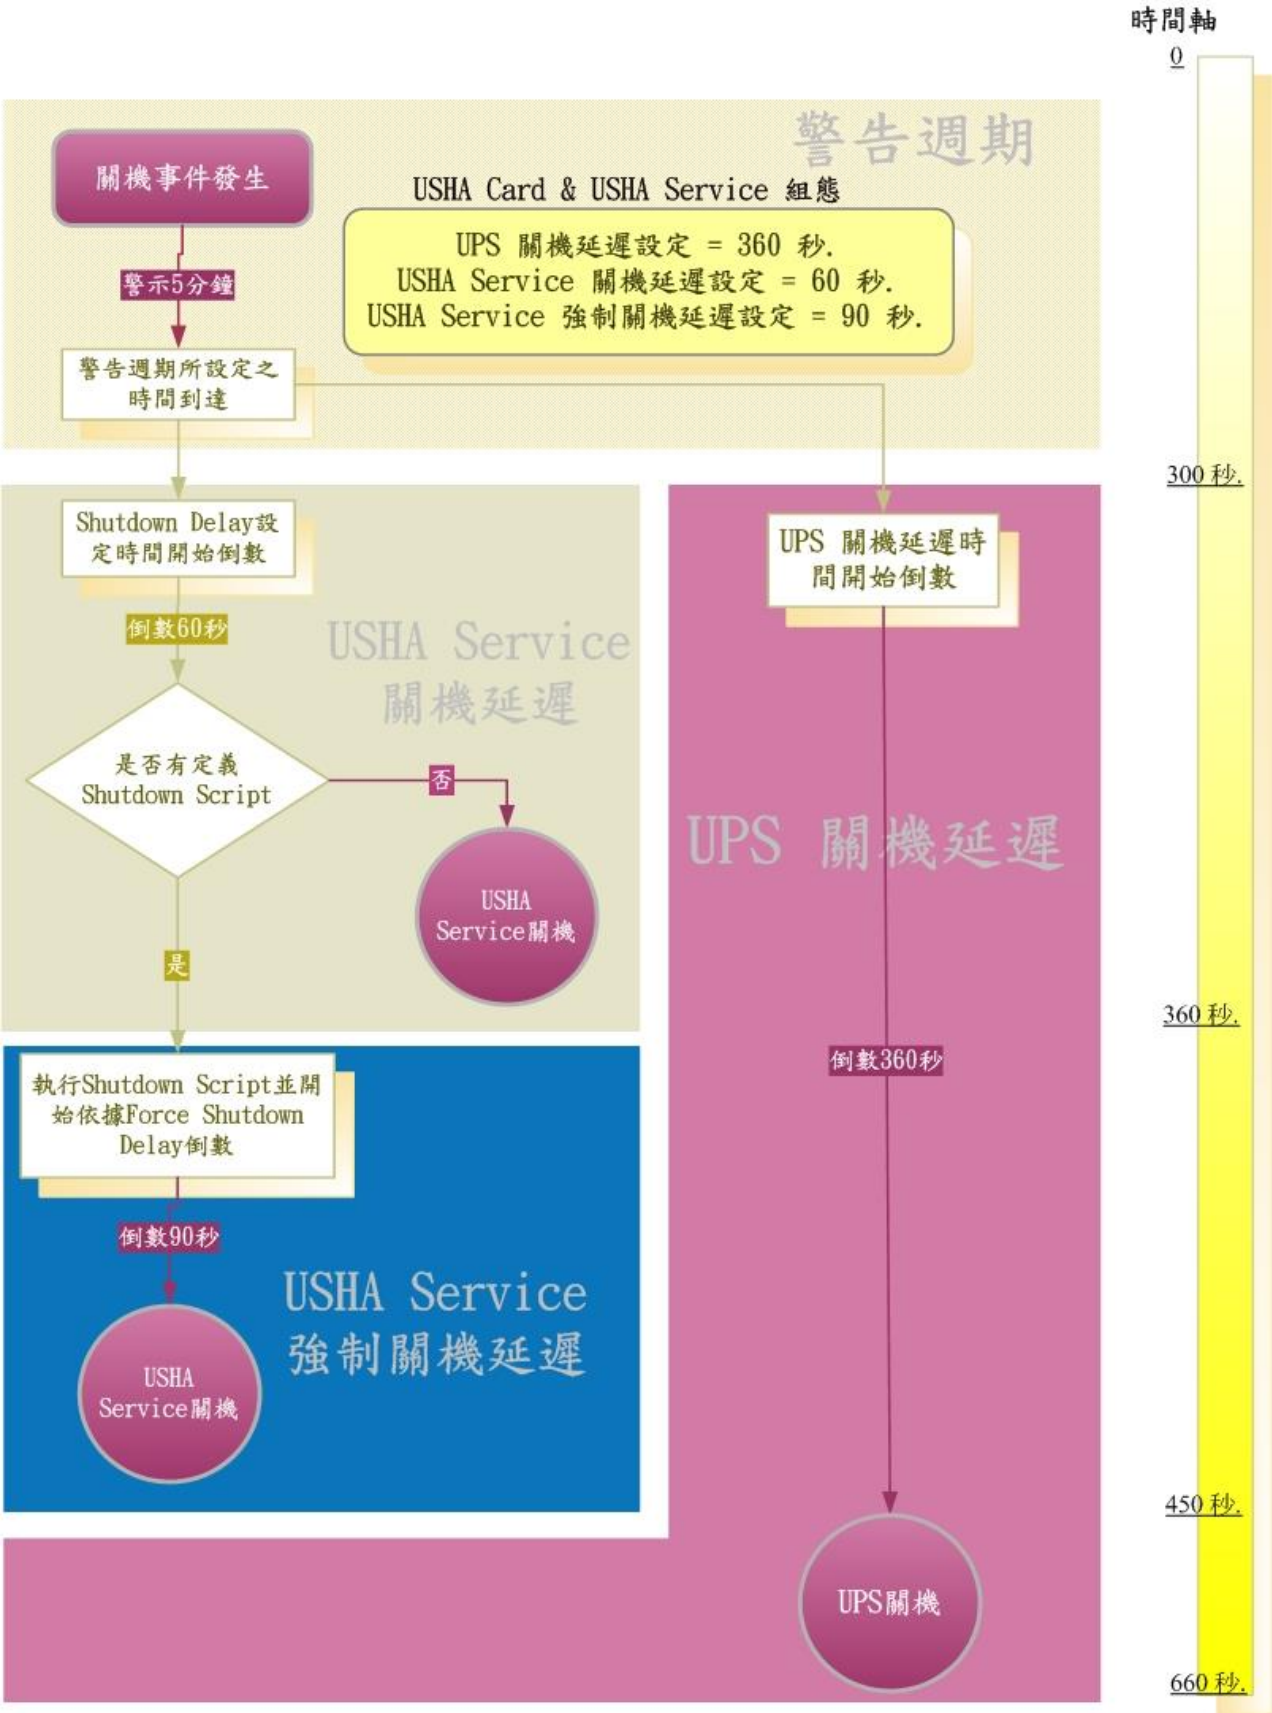 時間軸
0
警告週期
關機事件發生
USHA Card & USHA Service 組態
UPS 關機延遲設定 = 360 秒.
USHA Service 關機延遲設定 = 60 秒.
USHA Service 強制關機延遲設定 = 90 秒.
警示5分鐘
警告週期所設定之
時間到達
300 秒.
Shutdown Delay設
定時間開始倒數
UPS 關機延遲時
間開始倒數
倒數60秒
USHA Service
關機延遲
是否有定義
Shutdown Script
否
UPS 關機延遲
USHA
Service關機
是
360 秒.
倒數360秒
執行Shutdown Script並開
始依據Force Shutdown
Delay倒數
倒數90秒
USHA Service
強制關機延遲
USHA
Service關機
450 秒.
UPS關機
660 秒.